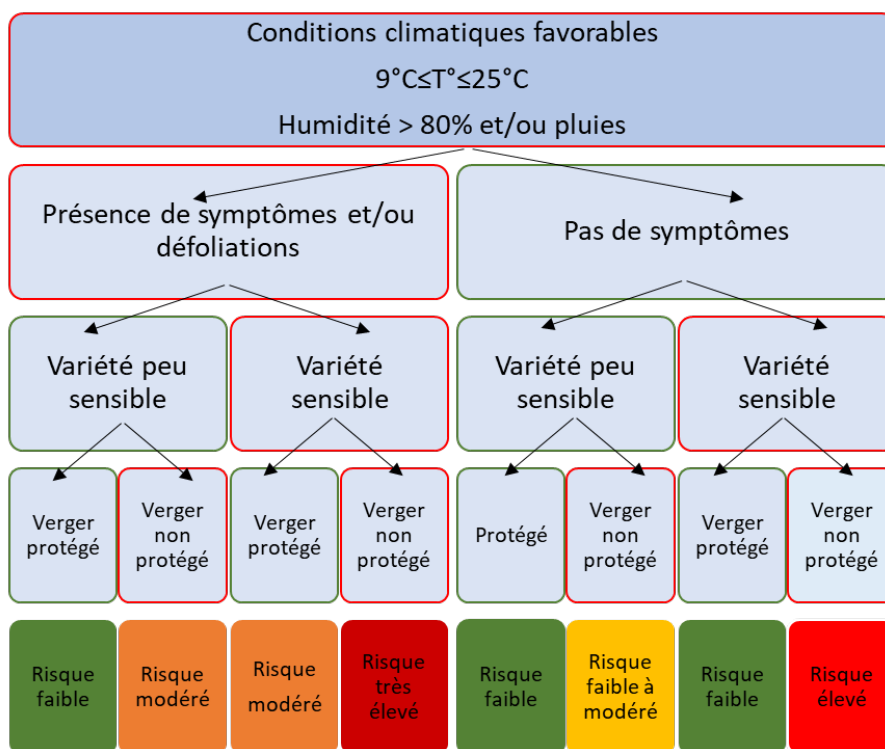 Conditions climatiques favorables
9°C≤T°≤25°C
Humidité > 80% et/ou pluies
Présence de symptômes et/ou
défoliations
Pas de symptômes
Variété peu
sensible
Variété
sensible
Variété peu
sensible
Variété
sensible
Verger
protégé
Verger
non
protégé
Verger
protégé
Verger
non
protégé
Protégé
Verger
non
protégé
Verger
protégé
Verger
non
protégé
Risque
faible
Risque
modéré
Risque
modéré
Risque
très
élevé
Risque
faible
Risque
faible à
modéré
Risque
faible
Risque
élevé